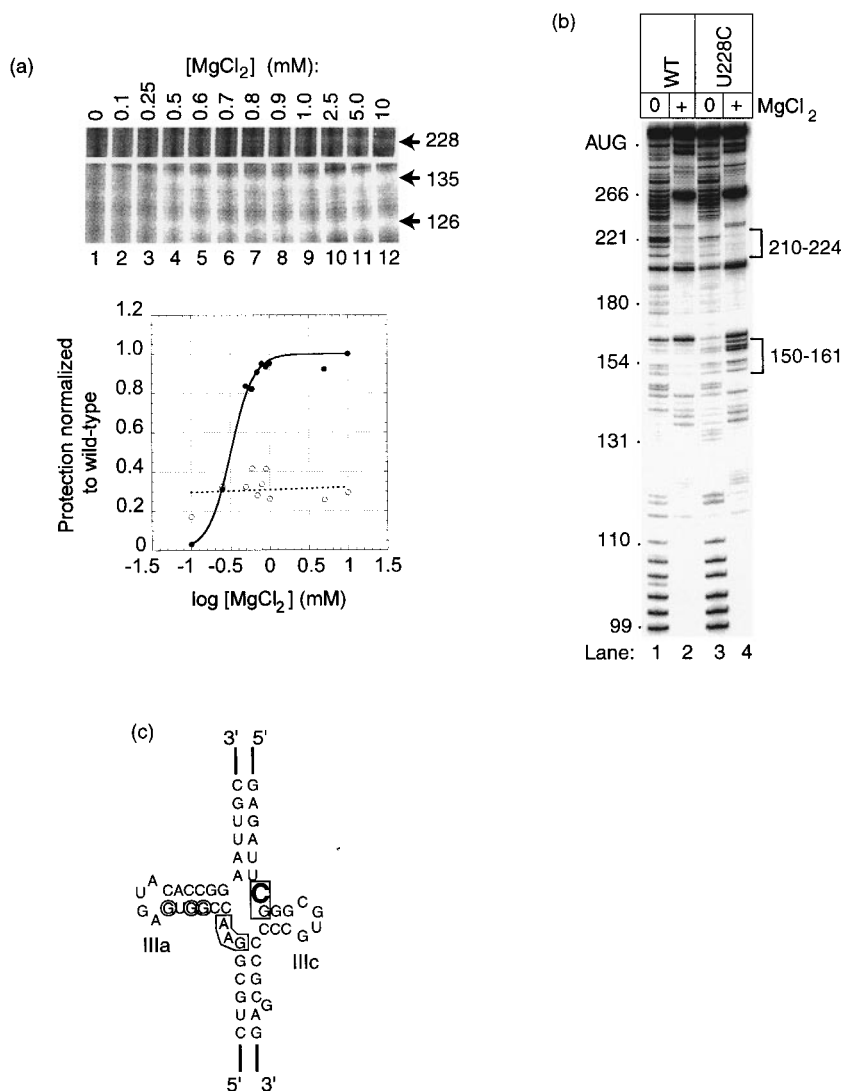 (a)
[MgCl2] (mM):
0 0.1 0.25 0.5 0.6 0.7 0.8 0.9 1.0 2.5 5.0 10
228
135
126
1 2 3 4 5 6 7 8 9 10 11 12
Protection normalized
to wild-type
1.2
1.0
0.8
0.6
0.4
0.2
0
-1.5 -1 -0.5 0 0.5 1 1.5
log [MgCl2] (mM)
(b)
WT U228C
0 + 0 + MgCl2
AUG
266
221
210-224
180
154
150-161
131
110
99
Lane: 1 2 3 4
(c)
3' 5'
C G
G A
U G
U A
A U
A U
A C
U A C A C C G G
G A G U G G C C
G G G C G U G C C C
A A G
IIIa
IIIc
C C
G C
C G
G C
G
U A
C G
5' 3'